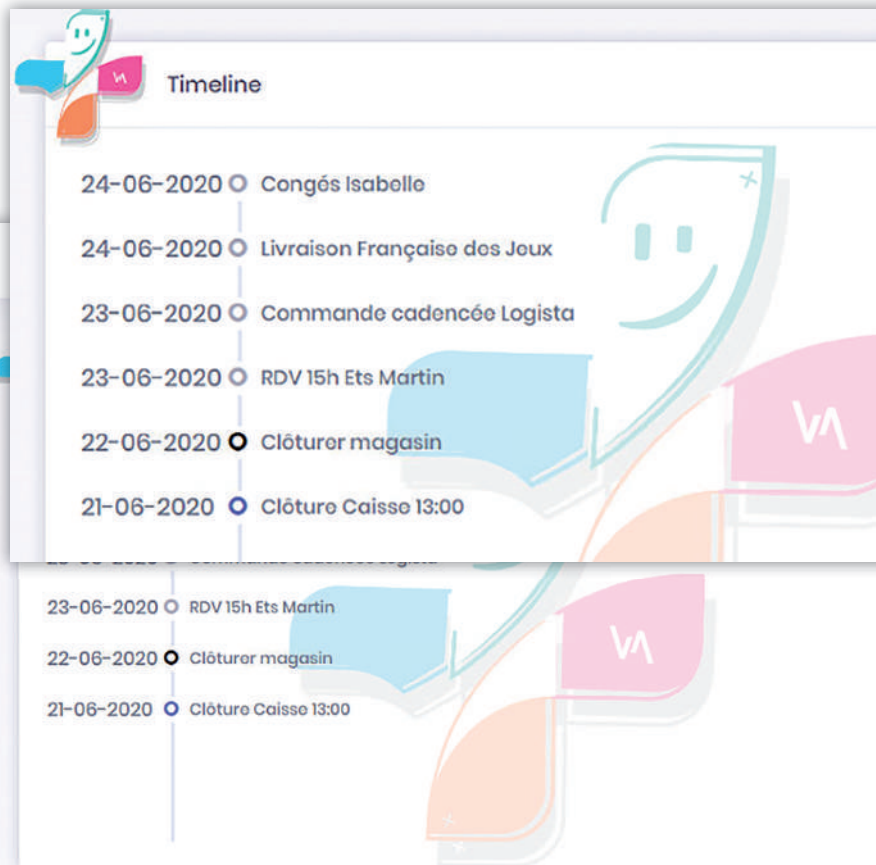 Timeline
24-06-2020 Congés Isabelle
24-06-2020 Livraison Française des Jeux
23-06-2020 Commande cadencée Logista
23-06-2020 RDV 15h Ets Martin
22-06-2020 Clôturer magasin
21-06-2020 Clôture Caisse 13:00
VA
VA
23-06-2020 RDV 15h Ets Martin
22-06-2020 Clôturer magasin
21-06-2020 Clôture Caisse 13:00
VA